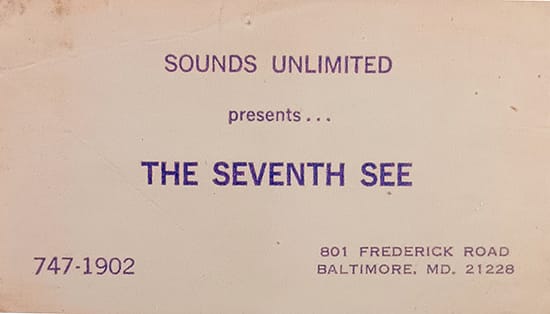 SOUNDS UNLIMITED
presents...
THE SEVENTH SEE
747-1902
801 FREDERICK ROAD
BALTIMORE, MD. 21228